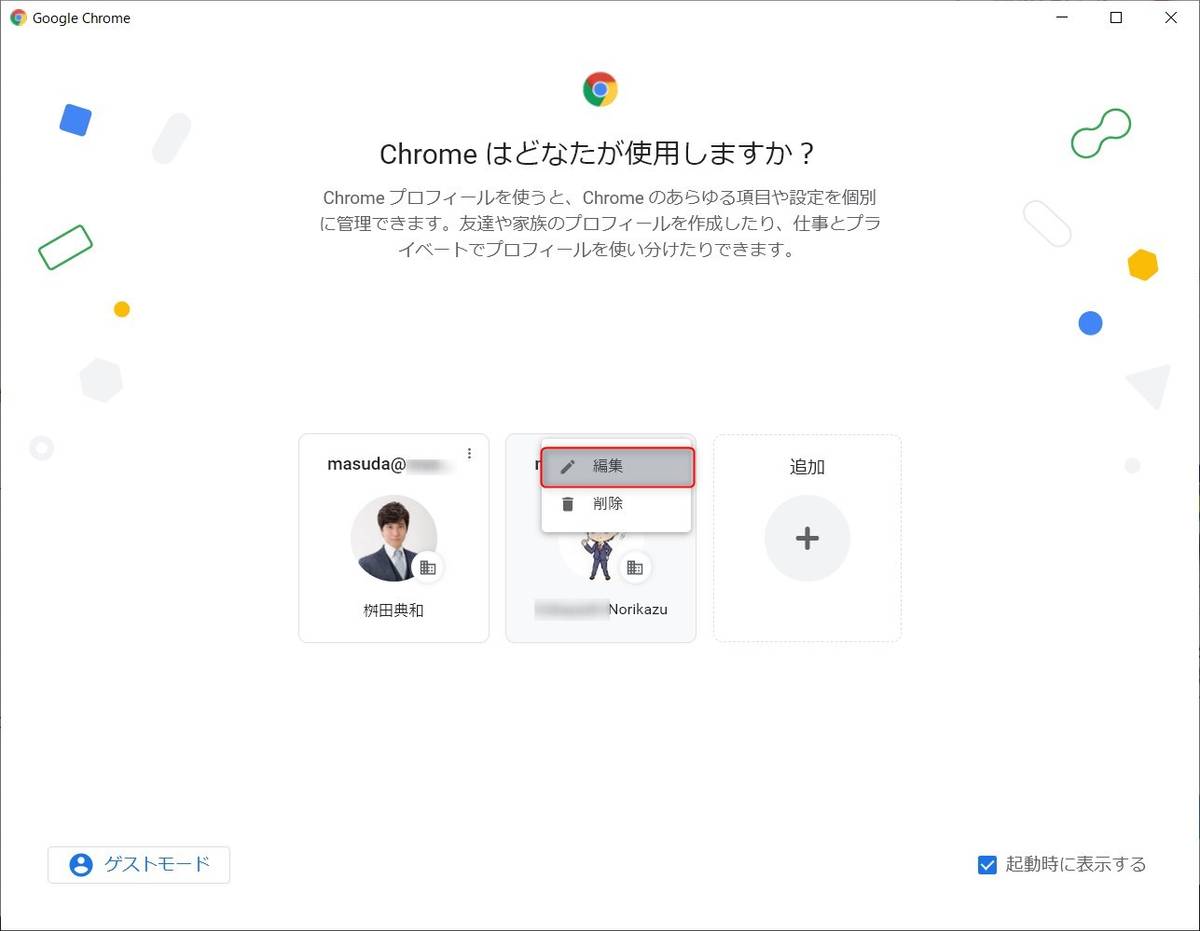 Google Chrome
Chrome はどなたが使用しますか？
Chrome プロフィールを使うと、Chrome のあらゆる項目や設定を個別
に管理できます。友達や家族のプロフィールを作成したり、仕事とプラ
イベートでプロフィールを使い分けたりできます。
masuda@
桝田典和
編集
削除
Norikazu
追加
ゲストモード
起動時に表示する